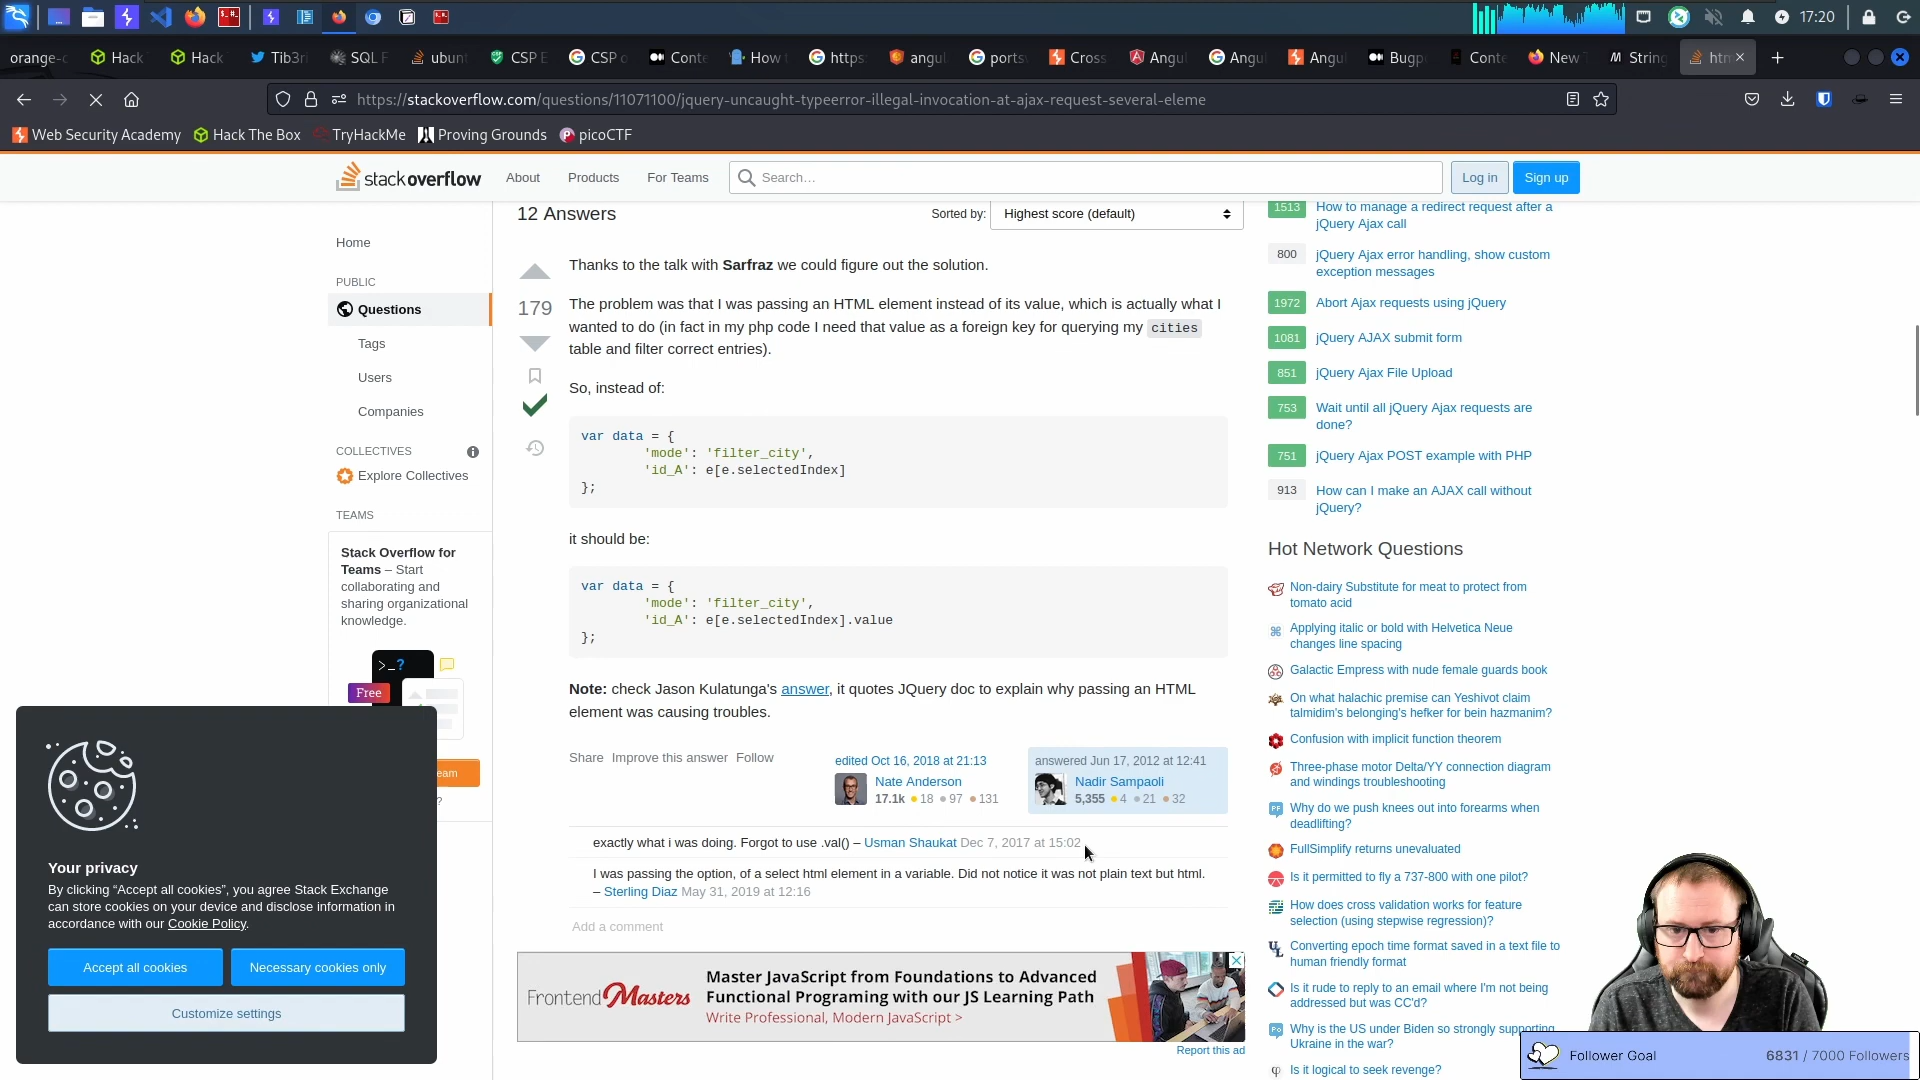 17:20
orange-c
Hack
Hack
Tib3ri
SQL F
ubunt
CSP E
CSP o
Conte
How t
https
angul
ports
Cross
Angul
Angul
Angul
Bugp
Conte
New T
String
htm
https://stackoverflow.com/questions/11071100/jquery-uncaught-typeerror-illegal-invocation-at-ajax-request-several-eleme
Web Security Academy
Hack The Box
TryHackMe
Proving Grounds
picoCTF
stackoverflow
About
Products
For Teams
Search…
Log in
Sign up
Home
PUBLIC
Questions
Tags
Users
Companies
COLLECTIVES
Explore Collectives
TEAMS
Stack Overflow for
Teams – Start
collaborating and
sharing organizational
knowledge.
>_?
Free
eam
?
12 Answers
Sorted by:
Highest score (default)
179
Thanks to the talk with Sarfraz we could figure out the solution.
The problem was that I was passing an HTML element instead of its value, which is actually what I
wanted to do (in fact in my php code I need that value as a foreign key for querying my cities
table and filter correct entries).
So, instead of:
var data = {
'mode': 'filter_city',
'id_A': e[e.selectedIndex]
};
it should be:
var data = {
'mode': 'filter_city',
'id_A': e[e.selectedIndex].value
};
Note: check Jason Kulatunga's answer, it quotes JQuery doc to explain why passing an HTML
element was causing troubles.
Share Improve this answer Follow
edited Oct 16, 2018 at 21:13
Nate Anderson
17.1k 18 97 131
answered Jun 17, 2012 at 12:41
Nadir Sampaoli
5,355 4 21 32
exactly what i was doing. Forgot to use .val() – Usman Shaukat Dec 7, 2017 at 15:02
I was passing the option, of a select html element in a variable. Did not notice it was not plain text but html.
– Sterling Diaz May 31, 2019 at 12:16
Add a comment
Frontend Masters
Master JavaScript from Foundations to Advanced
Functional Programing with our JS Learning Path
Write Professional, Modern JavaScript >
Report this ad
1513 How to manage a redirect request after a
jQuery Ajax call
800 jQuery Ajax error handling, show custom
exception messages
1972 Abort Ajax requests using jQuery
1081 jQuery AJAX submit form
851 jQuery Ajax File Upload
753 Wait until all jQuery Ajax requests are
done?
751 jQuery Ajax POST example with PHP
913 How can I make an AJAX call without
jQuery?
Hot Network Questions
Non-dairy Substitute for meat to protect from
tomato acid
Applying italic or bold with Helvetica Neue
changes line spacing
Galactic Empress with nude female guards book
On what halachic premise can Yeshivot claim
talmidim's belonging's hefker for bein hazmanim?
Confusion with implicit function theorem
Three-phase motor Delta/YY connection diagram
and windings troubleshooting
Why do we push knees out into forearms when
deadlifting?
FullSimplify returns unevaluated
Is it permitted to fly a 737-800 with one pilot?
How does cross validation works for feature
selection (using stepwise regression)?
Converting epoch time format saved in a text file to
human friendly format
Is it rude to reply to an email where I'm not being
addressed but was CC'd?
Why is the US under Biden so strongly supporting
Ukraine in the war?
Is it logical to seek revenge?
Your privacy
By clicking “Accept all cookies”, you agree Stack Exchange
can store cookies on your device and disclose information in
accordance with our Cookie Policy.
Accept all cookies
Necessary cookies only
Customize settings
Follower Goal
6831 / 7000 Followers